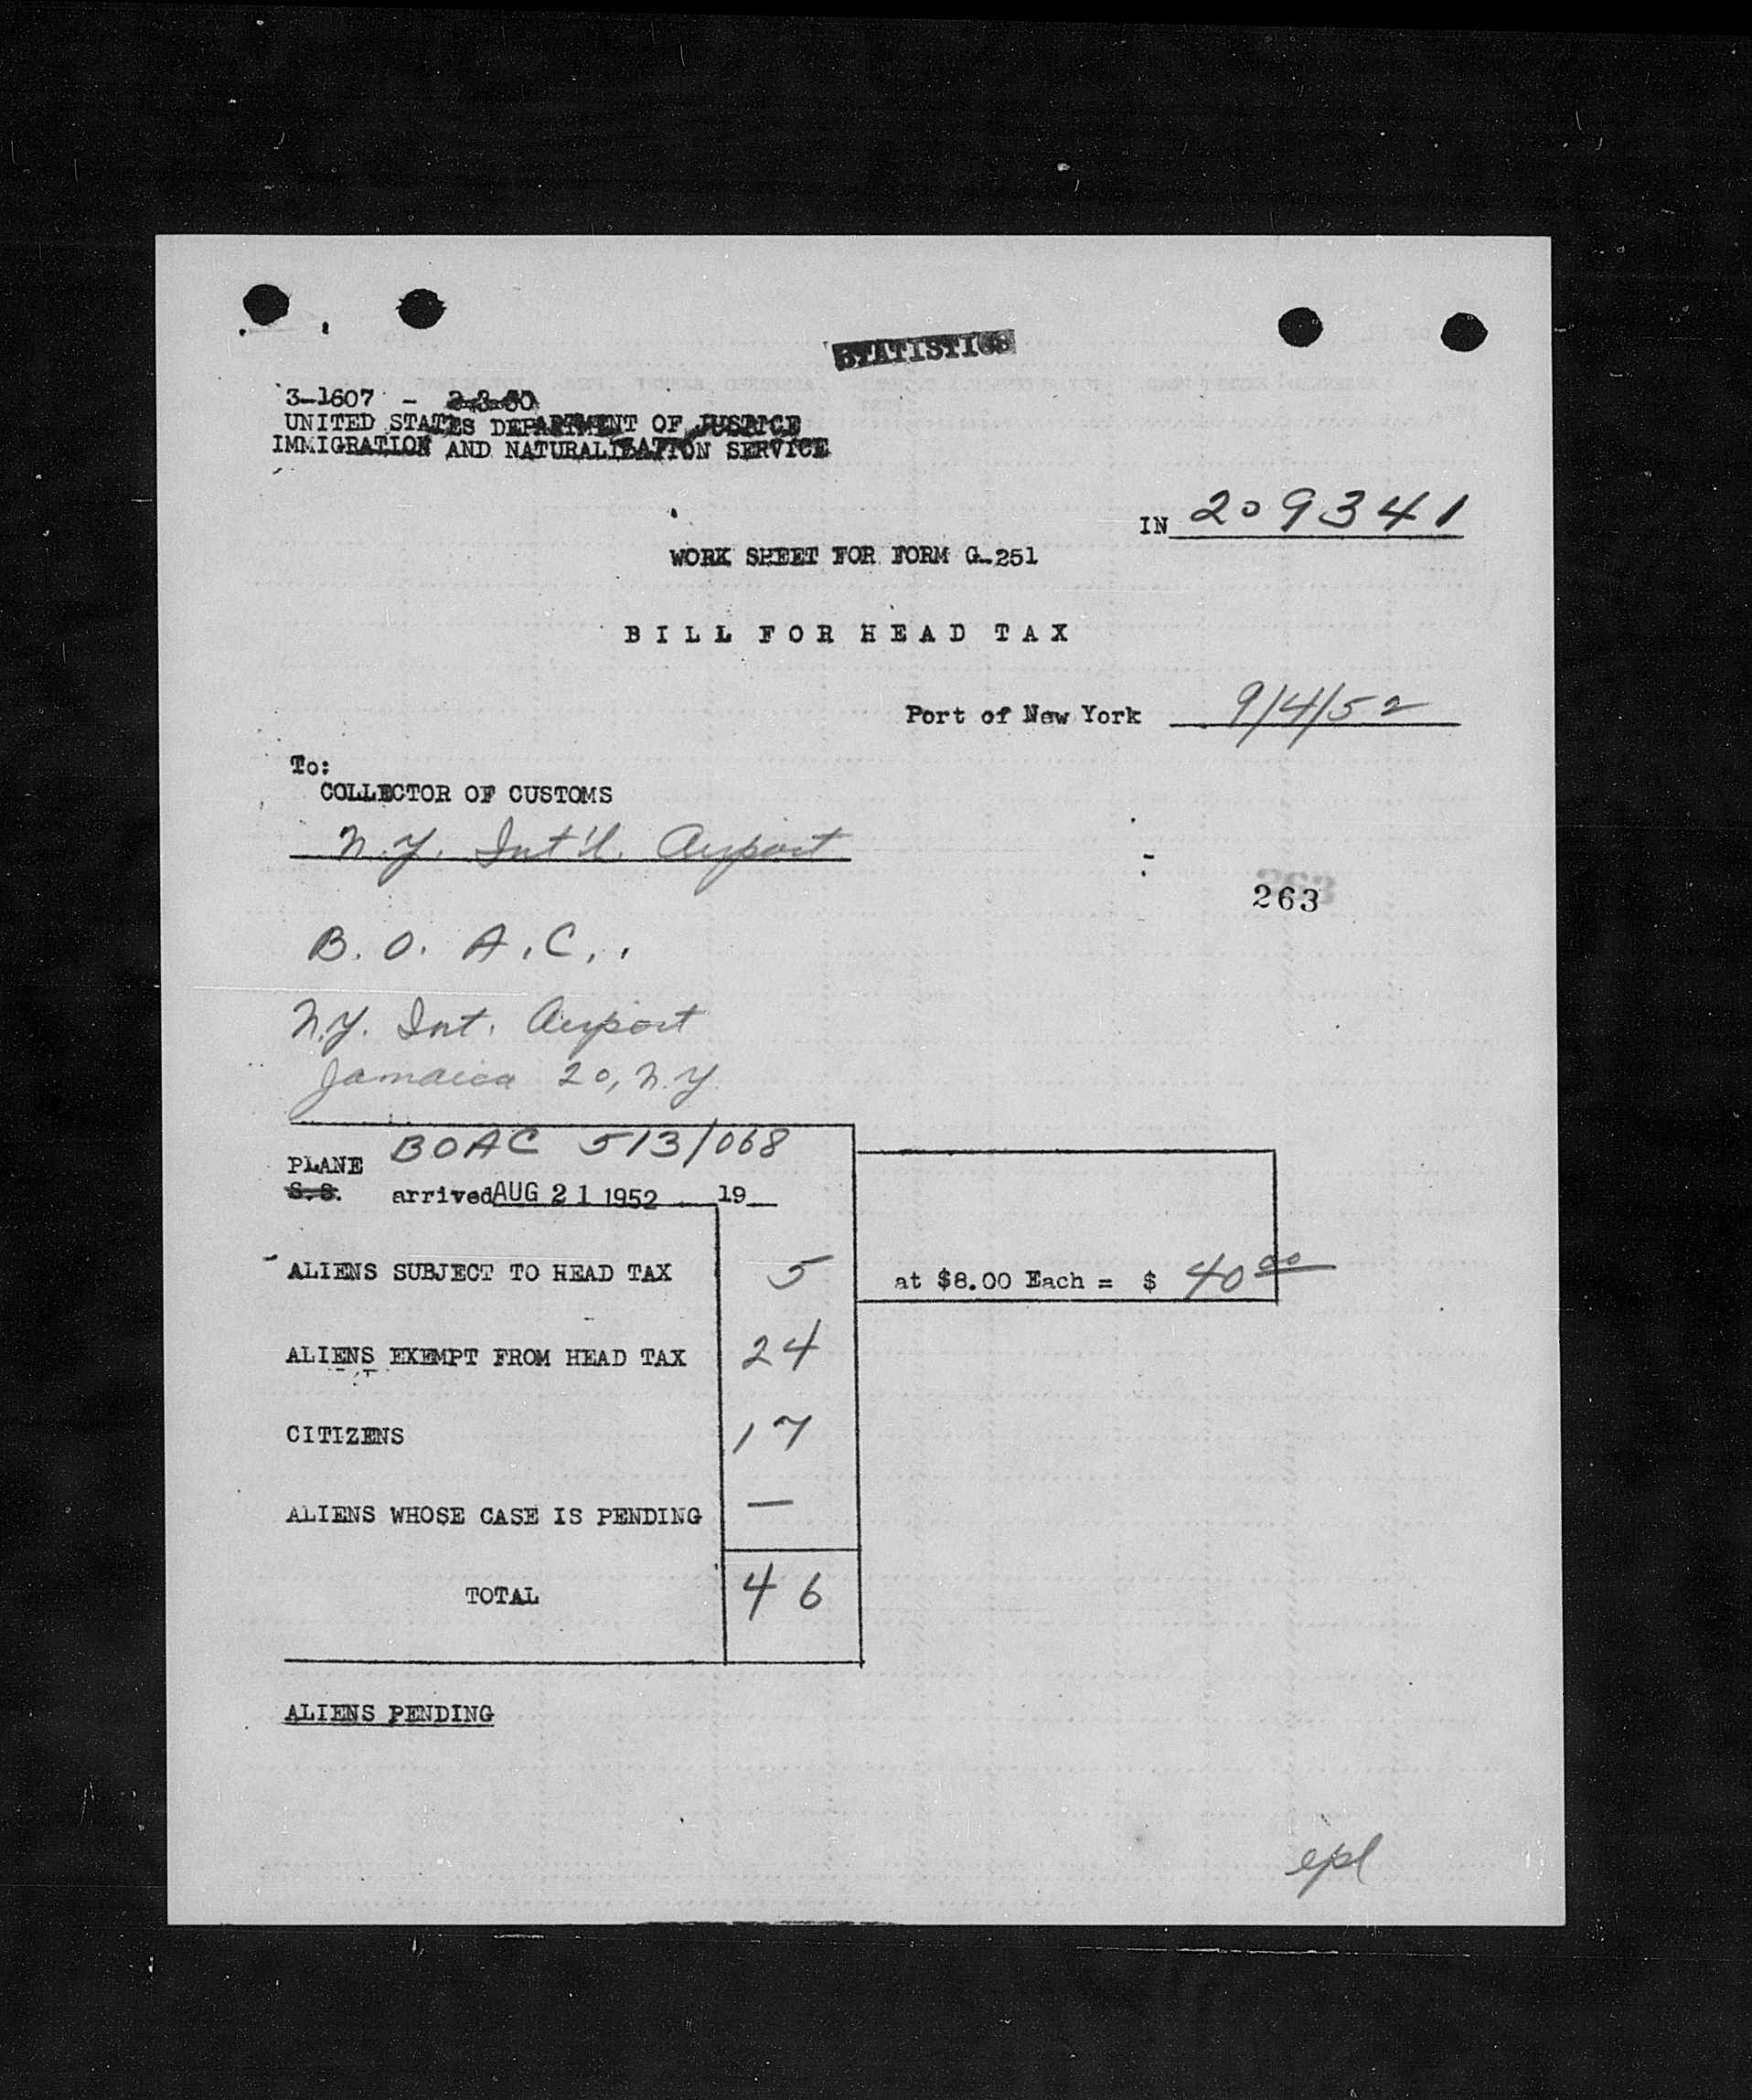 STATISTICS
3-1607 - 2-3-50
UNITED STATES DEPARTMENT OF JUSTICE
IMMIGRATION AND NATURALIZATION SERVICE
IN 209341
WORK SHEET FOR FORM G-251
BILL FOR HEAD TAX
Port of New York 9/4/52
To:
COLLECTOR OF CUSTOMS
N.Y. Int'l. Airport
263
B. O. A. C.,
N.Y. Int. Airport
Jamaica 20, N.Y.
PLANE BOAC 513/068
S.S. arrived AUG 21 1952 19
ALIENS SUBJECT TO HEAD TAX 5 at $8.00 Each = $ 40 00
ALIENS EXEMPT FROM HEAD TAX 24
CITIZENS 17
ALIENS WHOSE CASE IS PENDING —
TOTAL 46
ALIENS PENDING
epl